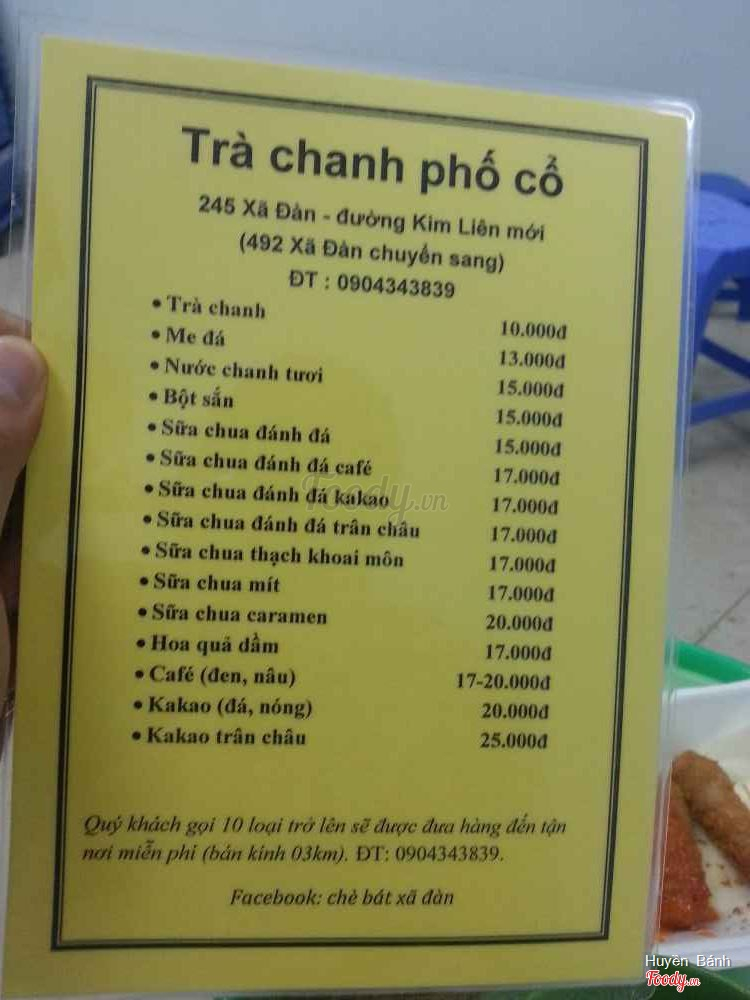 Trà chanh phố cổ
245 Xã Đàn - đường Kim Liên mới
(492 Xã Đàn chuyển sang)
ĐT : 0904343839
• Trà chanh 10.000đ
• Me đá 13.000đ
• Nước chanh tươi 15.000đ
• Bột sắn 15.000đ
• Sữa chua đánh đá 15.000đ
• Sữa chua đánh đá café 17.000đ
• Sữa chua đánh đá kakao 17.000đ
• Sữa chua đánh đá trân châu 17.000đ
• Sữa chua thạch khoai môn 17.000đ
• Sữa chua mít 17.000đ
• Sữa chua caramen 20.000đ
• Hoa quả dầm 17.000đ
• Café (đen, nâu) 17-20.000đ
• Kakao (đá, nóng) 20.000đ
• Kakao trân châu 25.000đ
Quý khách gọi 10 loại trở lên sẽ được đưa hàng đến tận
nơi miễn phí (bán kính 03km). ĐT: 0904343839.
Facebook: chè bát xã đàn
Foody.vn
Huyền Bánh
Foody.vn